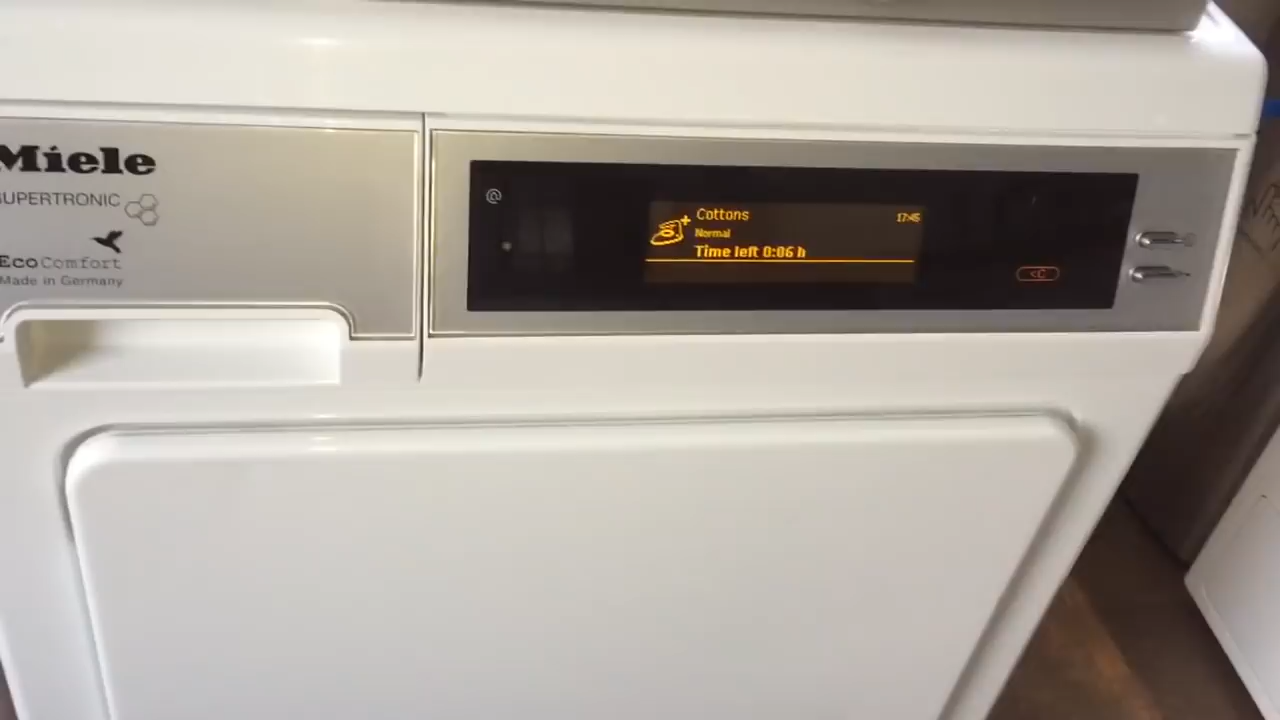 Miele
SUPERTRONIC
EcoComfort
Made in Germany
@
Cottons
17:45
Normal
Time left 0:06 h
<C